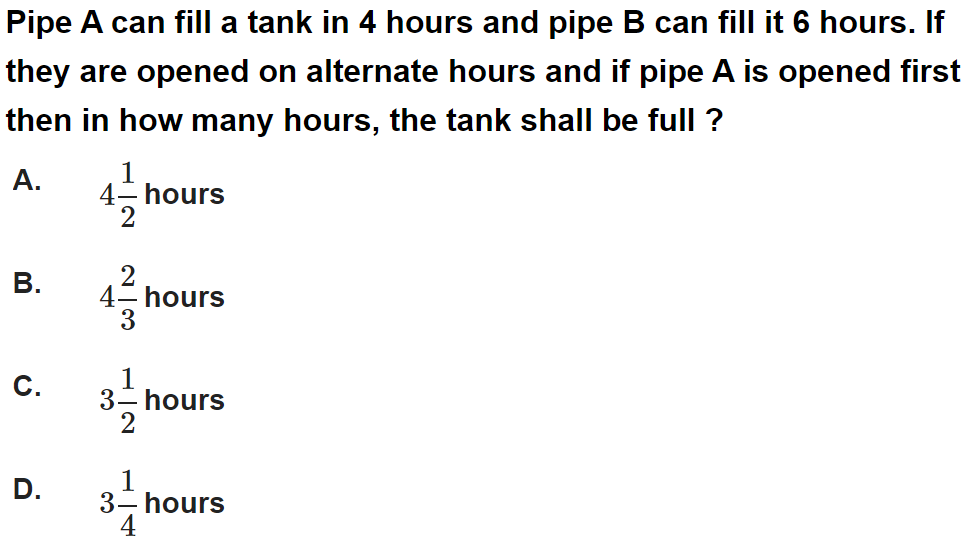 Pipe A can fill a tank in 4 hours and pipe B can fill it 6 hours. If
they are opened on alternate hours and if pipe A is opened first
then in how many hours, the tank shall be full ?
A. 4 1/2 hours
B. 4 2/3 hours
C. 3 1/2 hours
D. 3 1/4 hours